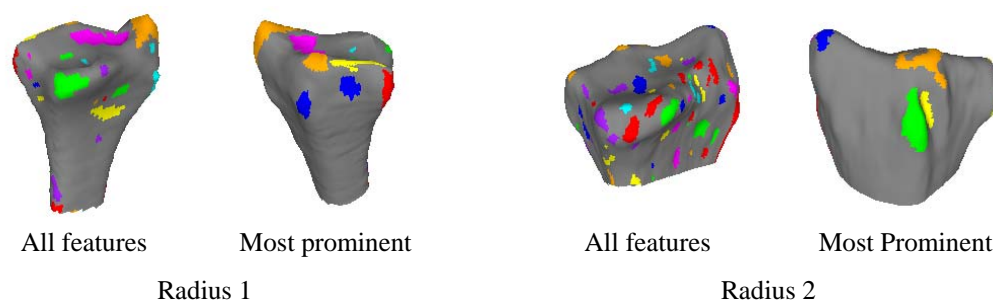 All features Most prominent All features Most Prominent
Radius 1 Radius 2